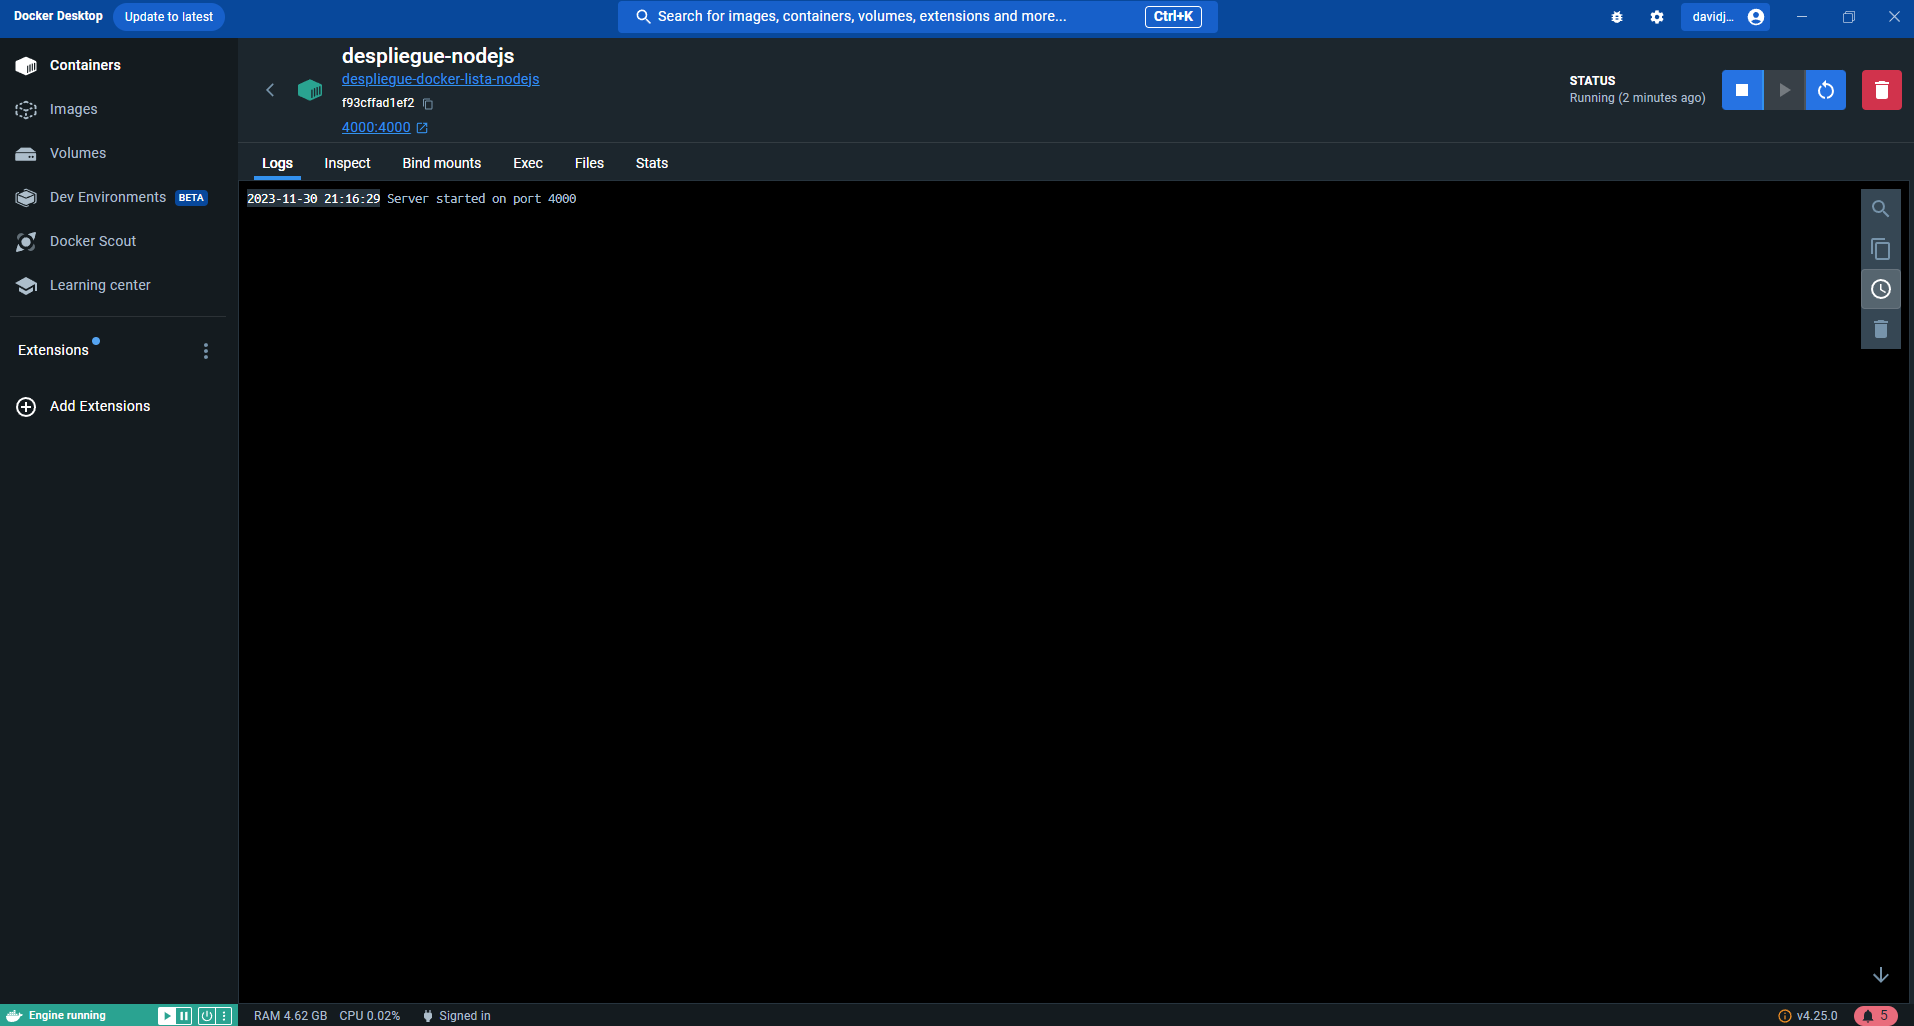 Docker Desktop Update to latest Search for images, containers, volumes, extensions and more... Ctrl+K davidj...
Containers
Images
Volumes
Dev Environments BETA
Docker Scout
Learning center
Extensions
Add Extensions
despliegue-nodejs
despliegue-docker-lista-nodejs
f93cffad1ef2
4000:4000
STATUS
Running (2 minutes ago)
Logs Inspect Bind mounts Exec Files Stats
2023-11-30 21:16:29 Server started on port 4000
Engine running RAM 4.62 GB CPU 0.02% Signed in v4.25.0 5